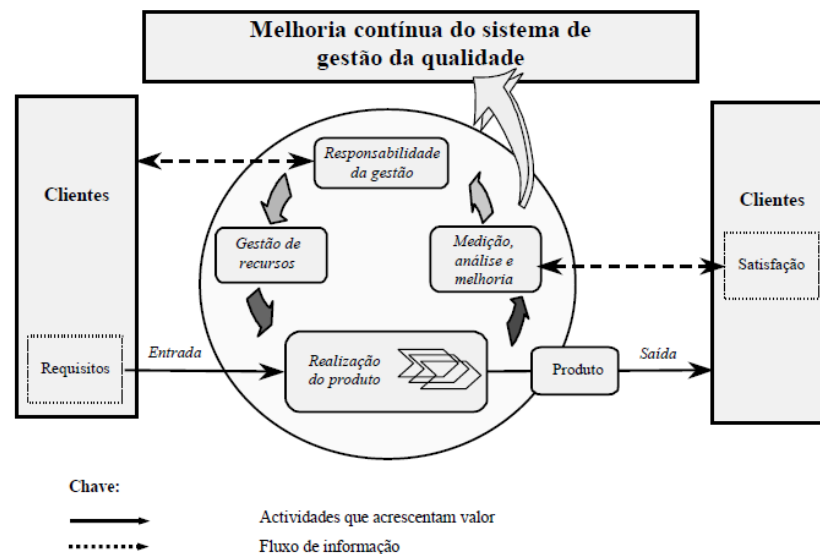 Melhoria contínua do sistema de
gestão da qualidade
Responsabilidade
da gestão
Clientes
Clientes
Gestão de
recursos
Medição,
análise e
melhoria
Satisfação
Requisitos
Entrada
Realização
do produto
Produto
Saída
Chave:
Actividades que acrescentam valor
Fluxo de informação